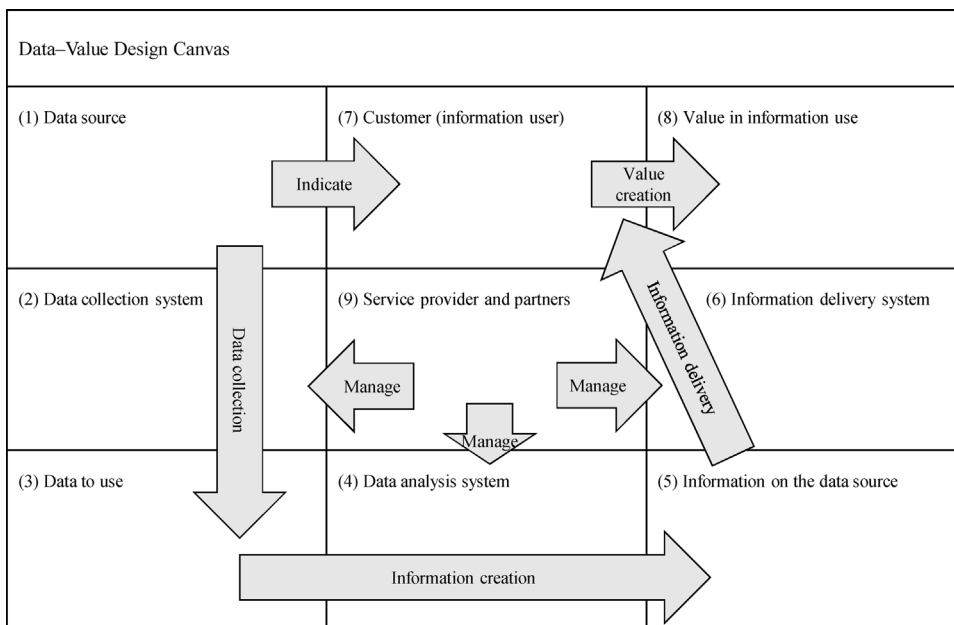 Data–Value Design Canvas
(1) Data source
(7) Customer (information user)
(8) Value in information use
Indicate
Value
creation
(2) Data collection system
(9) Service provider and partners
(6) Information delivery system
Data collection
Manage
Manage
Manage
Information delivery
(3) Data to use
(4) Data analysis system
(5) Information on the data source
Information creation